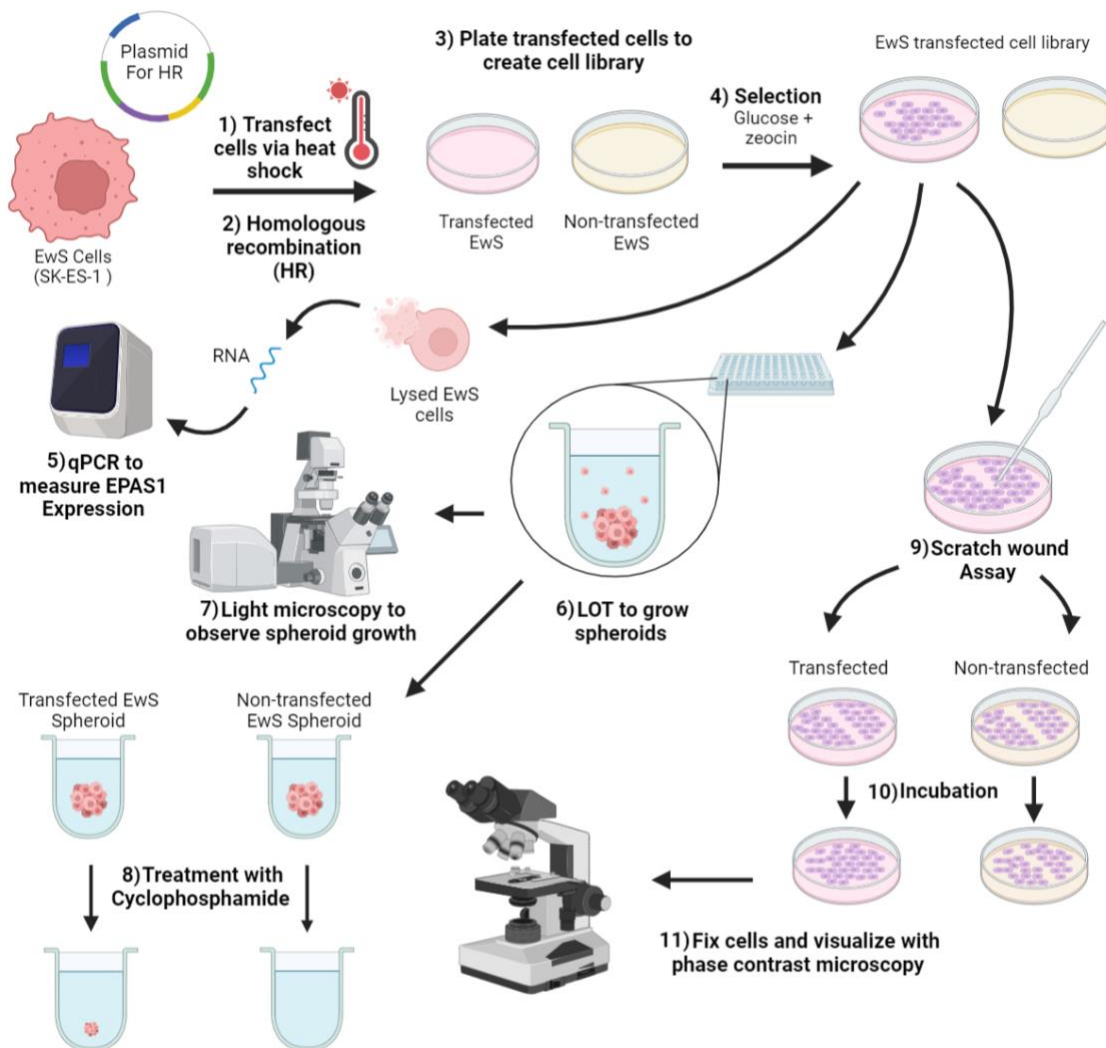 Plasmid
For HR
EwS Cells
(SK-ES-1 )
1) Transfect
cells via heat
shock
2) Homologous
recombination
(HR)
3) Plate transfected cells to
create cell library
Transfected
EwS
Non-transfected
EwS
4) Selection
Glucose +
zeocin
EwS transfected cell library
RNA
Lysed EwS
cells
5)qPCR to
measure EPAS1
Expression
6)LOT to grow
spheroids
7)Light microscopy to
observe spheroid growth
Transfected EwS
Spheroid
Non-transfected
EwS Spheroid
8)Treatment with
Cyclophosphamide
9)Scratch wound
Assay
Transfected
Non-transfected
10)Incubation
11)Fix cells and visualize with
phase contrast microscopy